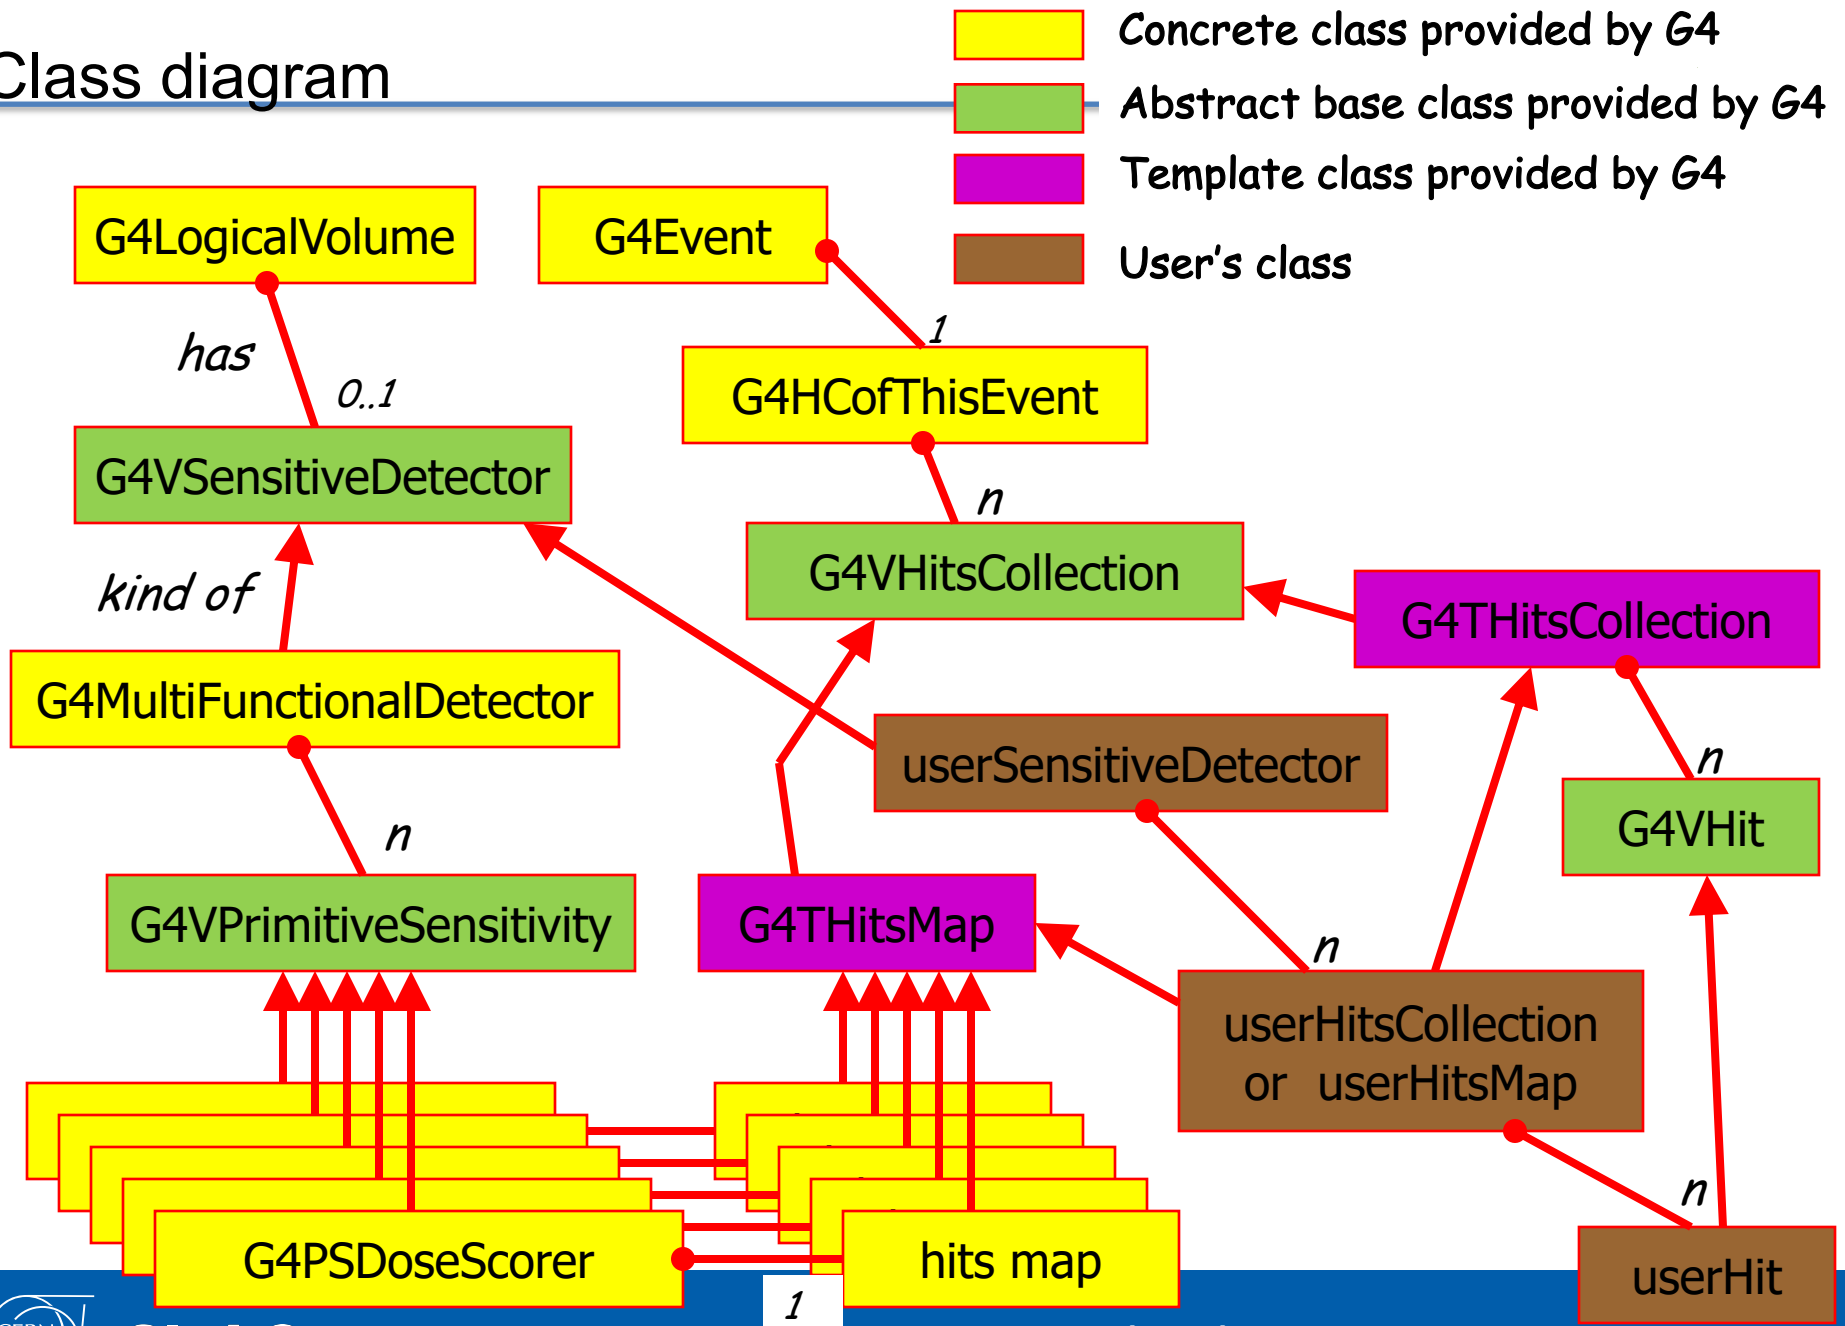 Class diagram
Concrete class provided by G4
Abstract base class provided by G4
Template class provided by G4
User's class
G4LogicalVolume
G4Event
has
0..1
1
G4HCofThisEvent
G4VSensitiveDetector
n
G4VHitsCollection
kind of
G4THitsCollection
G4MultiFunctionalDetector
userSensitiveDetector
n
G4VHit
n
G4VPrimitiveSensitivity
G4THitsMap
n
userHitsCollection
or userHitsMap
n
G4PSDoseScorer
hits map
userHit
1